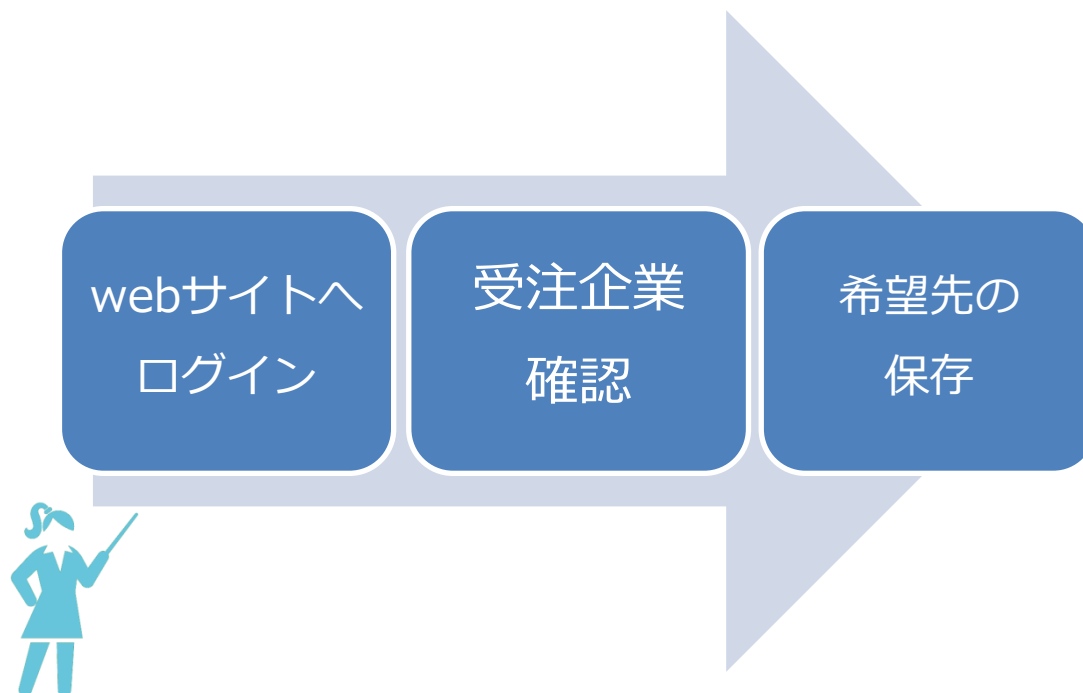 webサイトへ
ログイン
受注企業
確認
希望先の
保存